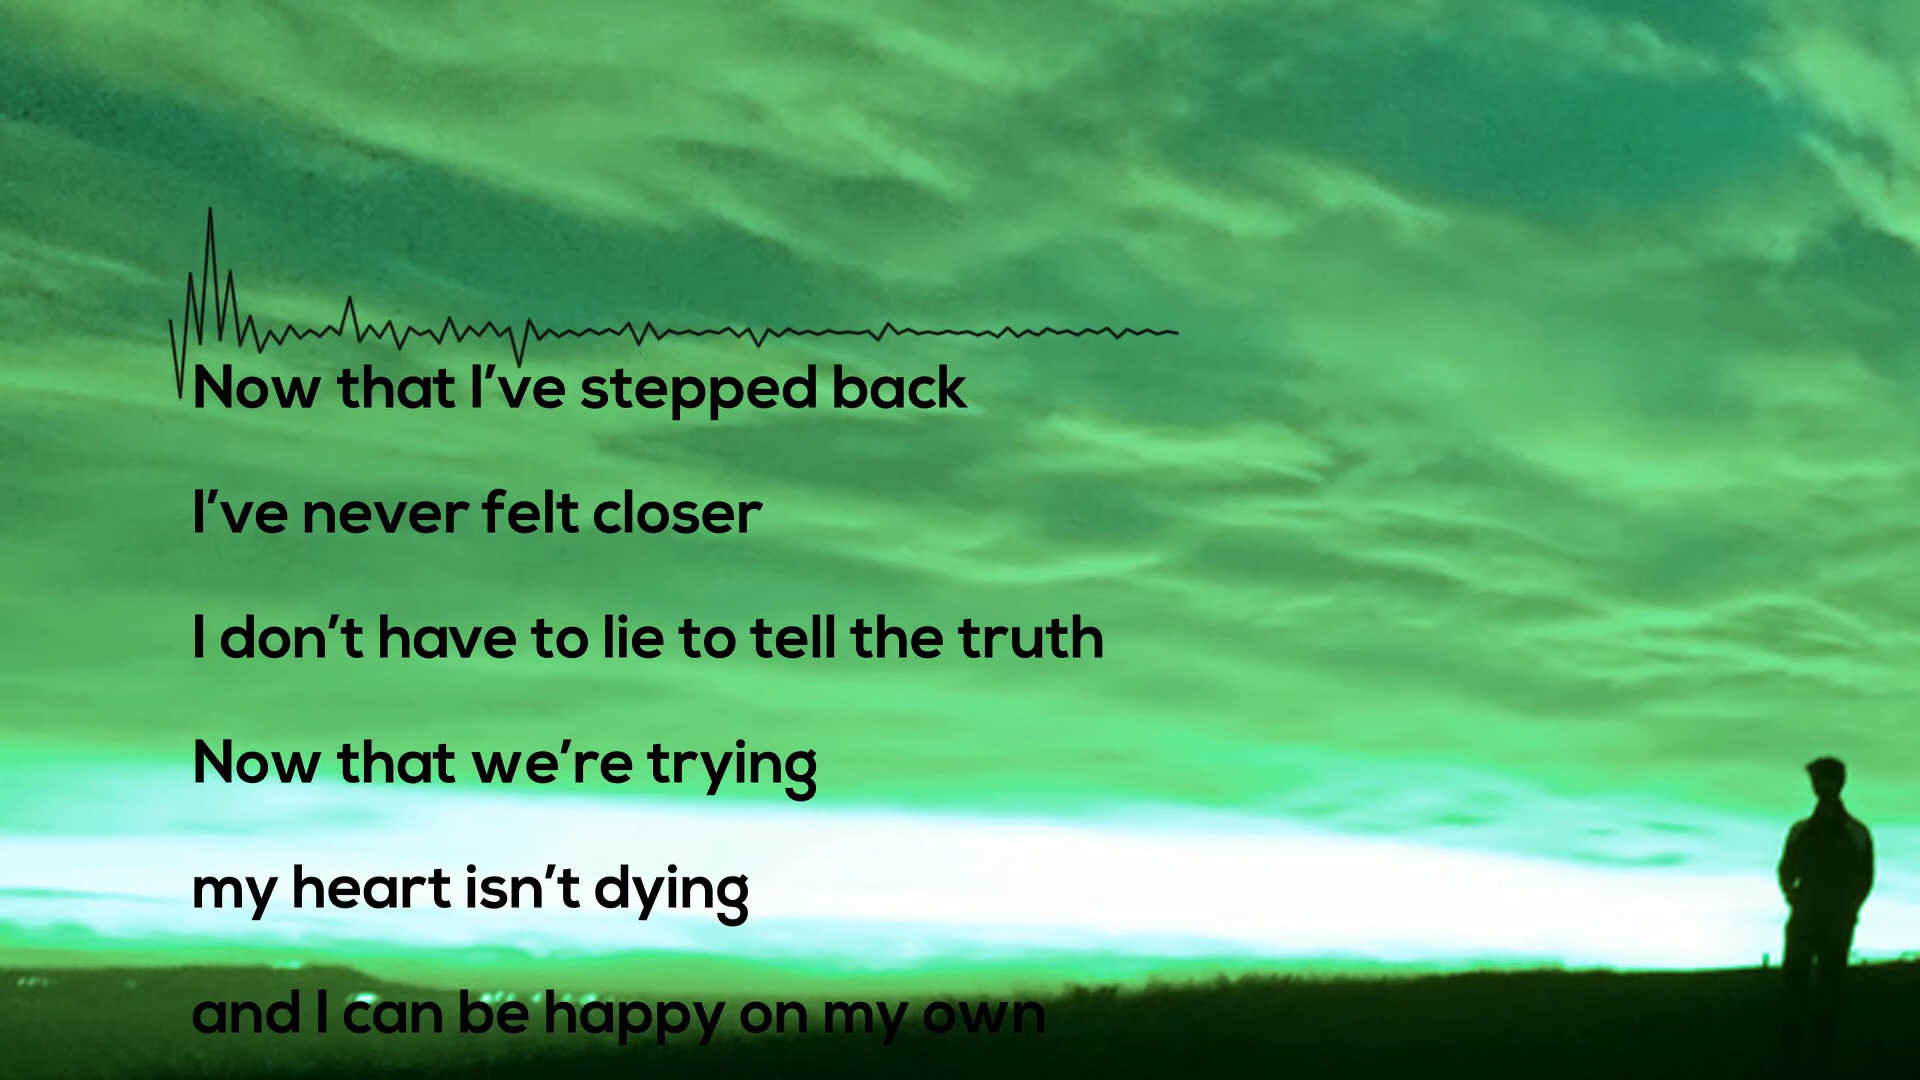 Now that I’ve stepped back
I’ve never felt closer
I don’t have to lie to tell the truth
Now that we’re trying
my heart isn’t dying
and I can be happy on my own